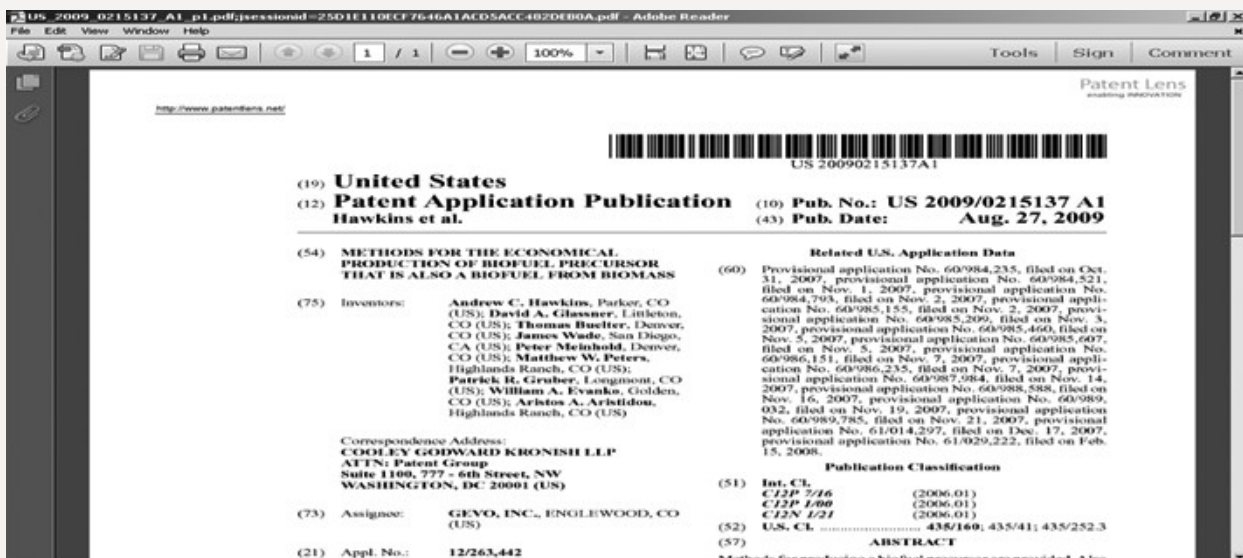 US_2009_0215137_A1_p1.pdf;jsessionid=25D1E110ECF7646A1ACD5ACC482DEB0A.pdf - Adobe Reader
File Edit View Window Help
1 / 1 100% Tools Sign Comment
Patent Lens
enabling INNOVATION
http://www.patentlens.net/
US 20090215137A1
(19) United States
(12) Patent Application Publication
Hawkins et al.
(10) Pub. No.: US 2009/0215137 A1
(43) Pub. Date: Aug. 27, 2009
(54) METHODS FOR THE ECONOMICAL
PRODUCTION OF BIOFUEL PRECURSOR
THAT IS ALSO A BIOFUEL FROM BIOMASS
(75) Inventors: Andrew C. Hawkins, Parker, CO
(US); David A. Glassner, Littleton,
CO (US); Thomas Buelter, Denver,
CO (US); James Wade, San Diego,
CA (US); Peter Meinhold, Denver,
CO (US); Matthew W. Peters,
Highlands Ranch, CO (US);
Patrick R. Gruber, Longmont, CO
(US); William A. Evanko, Golden,
CO (US); Aristos A. Aristidou,
Highlands Ranch, CO (US)
Correspondence Address:
COOLEY GODWARD KRONISH LLP
ATTN: Patent Group
Suite 1100, 777 - 6th Street, NW
WASHINGTON, DC 20001 (US)
(73) Assignee: GEVO, INC., ENGLEWOOD, CO
(US)
(21) Appl. No.: 12/263,442
Related U.S. Application Data
(60) Provisional application No. 60/984,235, filed on Oct.
31, 2007, provisional application No. 60/984,521,
filed on Nov. 1, 2007, provisional application No.
60/984,793, filed on Nov. 2, 2007, provisional appli-
cation No. 60/985,155, filed on Nov. 2, 2007, provi-
sional application No. 60/985,209, filed on Nov. 3,
2007, provisional application No. 60/985,460, filed on
Nov. 5, 2007, provisional application No. 60/985,607,
filed on Nov. 5, 2007, provisional application No.
60/986,151, filed on Nov. 7, 2007, provisional appli-
cation No. 60/986,235, filed on Nov. 7, 2007, provi-
sional application No. 60/987,984, filed on Nov. 14,
2007, provisional application No. 60/988,588, filed on
Nov. 16, 2007, provisional application No. 60/989,
032, filed on Nov. 19, 2007, provisional application
No. 60/989,785, filed on Nov. 21, 2007, provisional
application No. 61/014,297, filed on Dec. 17, 2007,
provisional application No. 61/029,222, filed on Feb.
15, 2008.
Publication Classification
(51) Int. Cl.
C12P 7/16 (2006.01)
C12P 1/00 (2006.01)
C12N 1/21 (2006.01)
(52) U.S. Cl. .................... 435/160; 435/41; 435/252.3
(57) ABSTRACT